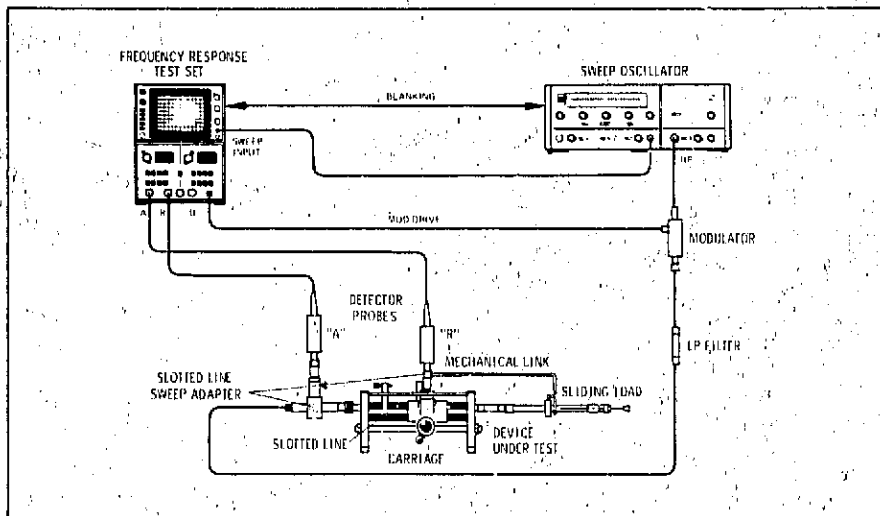 FREQUENCY RESPONSE
TEST SET
SWEEP OSCILLATOR
BLANKING
SWEEP
INPUT
RF
A R B
MOD DRIVE
MODULATOR
DETECTOR
PROBES
"A"
"R"
LP FILTER
MECHANICAL LINK
SLOTTED LINE
SWEEP ADAPTER
SLIDING LOAD
SLOTTED LINE
DEVICE
UNDER TEST
CARRIAGE